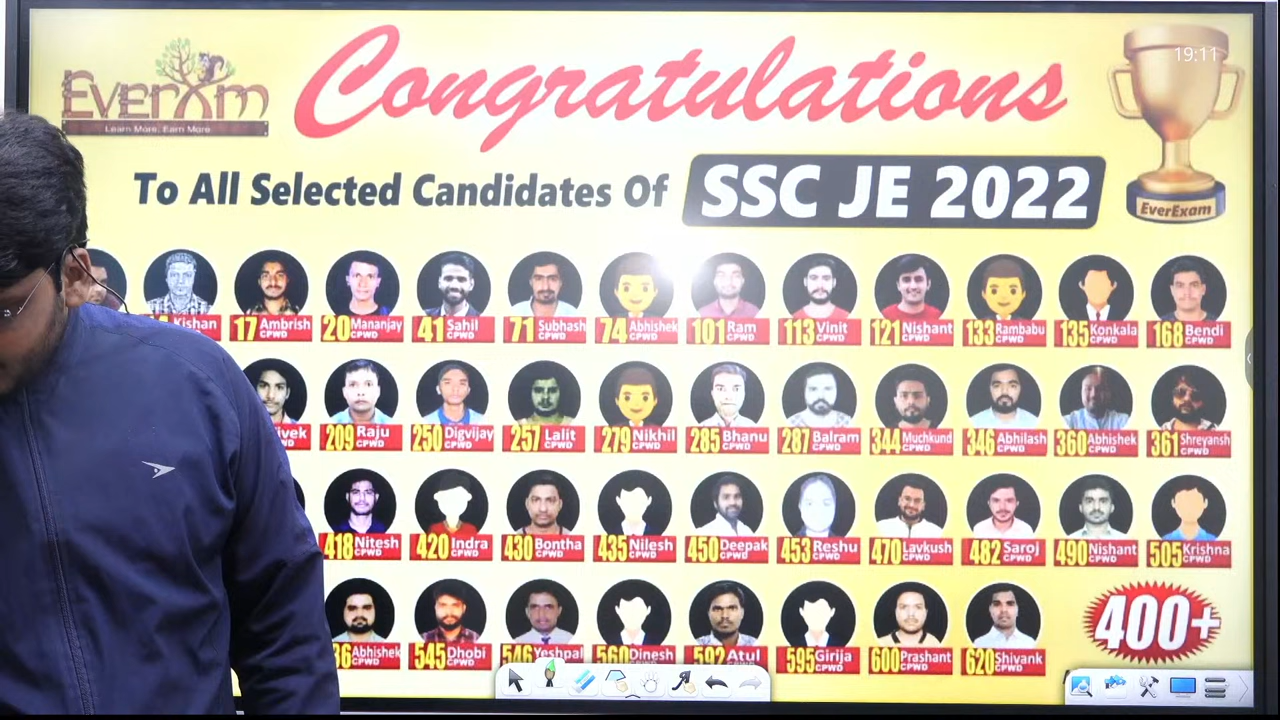 EverExam
Learn More, Earn More
Congratulations
19:11
To All Selected Candidates Of SSC JE 2022
EverExam
Kishan CPWD 17 Ambrish CPWD 20 Mananjay CPWD 41 Sahil CPWD 71 Subhash CPWD 74 Abhishek CPWD 101 Ram CPWD 113 Vinit CPWD 121 Nishant CPWD 133 Rambabu CPWD 135 Konkala CPWD 168 Bendi CPWD
CPWD 209 Raju CPWD 250 Digvijay CPWD 257 Lalit CPWD 279 Nikhil CPWD 285 Bhanu CPWD 287 Balram CPWD 344 Muchkund CPWD 346 Abhilash CPWD 360 Abhishek CPWD 361 Shreyansh CPWD
418 Nitesh CPWD 420 Indra CPWD 430 Bontha CPWD 435 Nilesh CPWD 450 Deepak CPWD 453 Reshu CPWD 470 Lavkush CPWD 482 Saroj CPWD 490 Nishant CPWD 505 Krishna CPWD
Abhishek CPWD 545 Dhobi CPWD 546 Yeshpal 560 Dinesh 592 Atul 595 Girija CPWD 600 Prashant CPWD 620 Shivank CPWD
400+